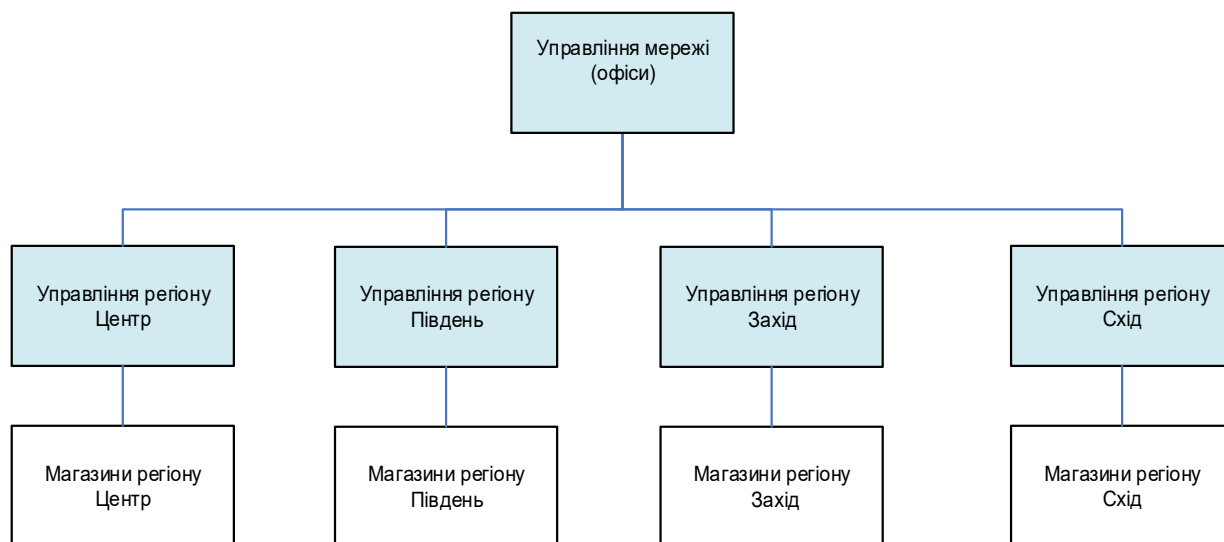 Управління мережі
(офіси)
Управління регіону
Центр
Управління регіону
Південь
Управління регіону
Захід
Управління регіону
Схід
Магазини регіону
Центр
Магазини регіону
Південь
Магазини регіону
Захід
Магазини регіону
Схід